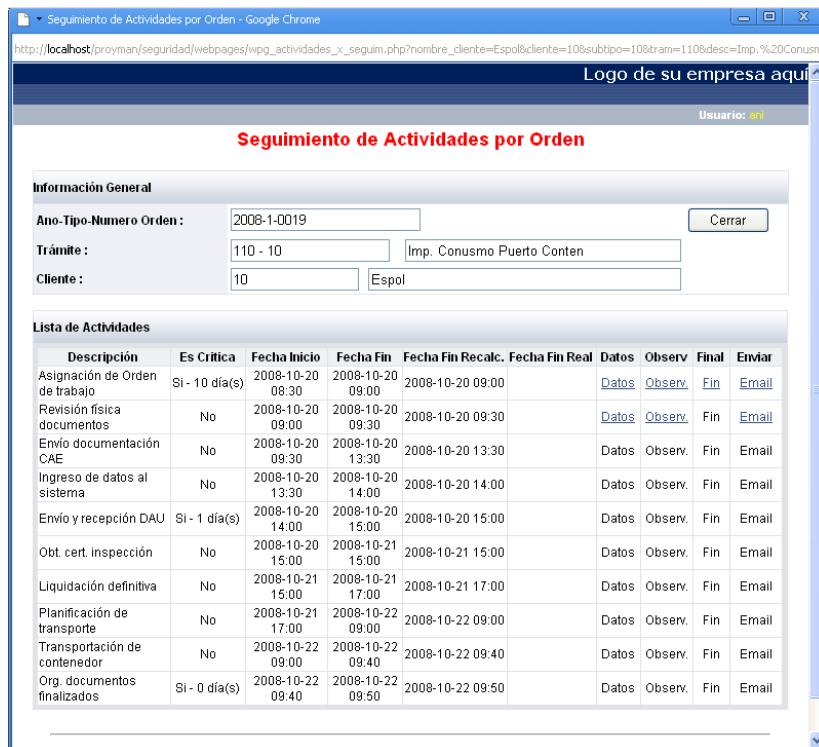 Seguimiento de Actividades por Orden - Google Chrome
http://localhost/proyman/seguridad/webpages/wpg_actividades_x_seguim.php?nombre_cliente=Espol&cliente=10&subtipo=10&tram=110&desc=Imp.%20Conusm
Logo de su empresa aquí
Usuario: ani
Seguimiento de Actividades por Orden
Información General
Ano-Tipo-Numero Orden : 2008-1-0019 Cerrar
Trámite : 110 - 10 Imp. Conusmo Puerto Conten
Cliente : 10 Espol
Lista de Actividades
Descripción Es Critica Fecha Inicio Fecha Fin Fecha Fin Recalc. Fecha Fin Real Datos Observ Final Enviar
Asignación de Orden de trabajo Si - 10 día(s) 2008-10-20 08:30 2008-10-20 09:00 2008-10-20 09:00 Datos Observ. Fin Email
Revisión física documentos No 2008-10-20 09:00 2008-10-20 09:30 2008-10-20 09:30 Datos Observ. Fin Email
Envío documentación CAE No 2008-10-20 09:30 2008-10-20 13:30 2008-10-20 13:30 Datos Observ. Fin Email
Ingreso de datos al sistema No 2008-10-20 13:30 2008-10-20 14:00 2008-10-20 14:00 Datos Observ. Fin Email
Envío y recepción DAU Si - 1 día(s) 2008-10-20 14:00 2008-10-20 15:00 2008-10-20 15:00 Datos Observ. Fin Email
Obt. cert. inspección No 2008-10-20 15:00 2008-10-21 15:00 2008-10-21 15:00 Datos Observ. Fin Email
Liquidación definitiva No 2008-10-21 15:00 2008-10-21 17:00 2008-10-21 17:00 Datos Observ. Fin Email
Planificación de transporte No 2008-10-21 17:00 2008-10-22 09:00 2008-10-22 09:00 Datos Observ. Fin Email
Transportación de contenedor No 2008-10-22 09:00 2008-10-22 09:40 2008-10-22 09:40 Datos Observ. Fin Email
Org. documentos finalizados Si - 0 día(s) 2008-10-22 09:40 2008-10-22 09:50 2008-10-22 09:50 Datos Observ. Fin Email